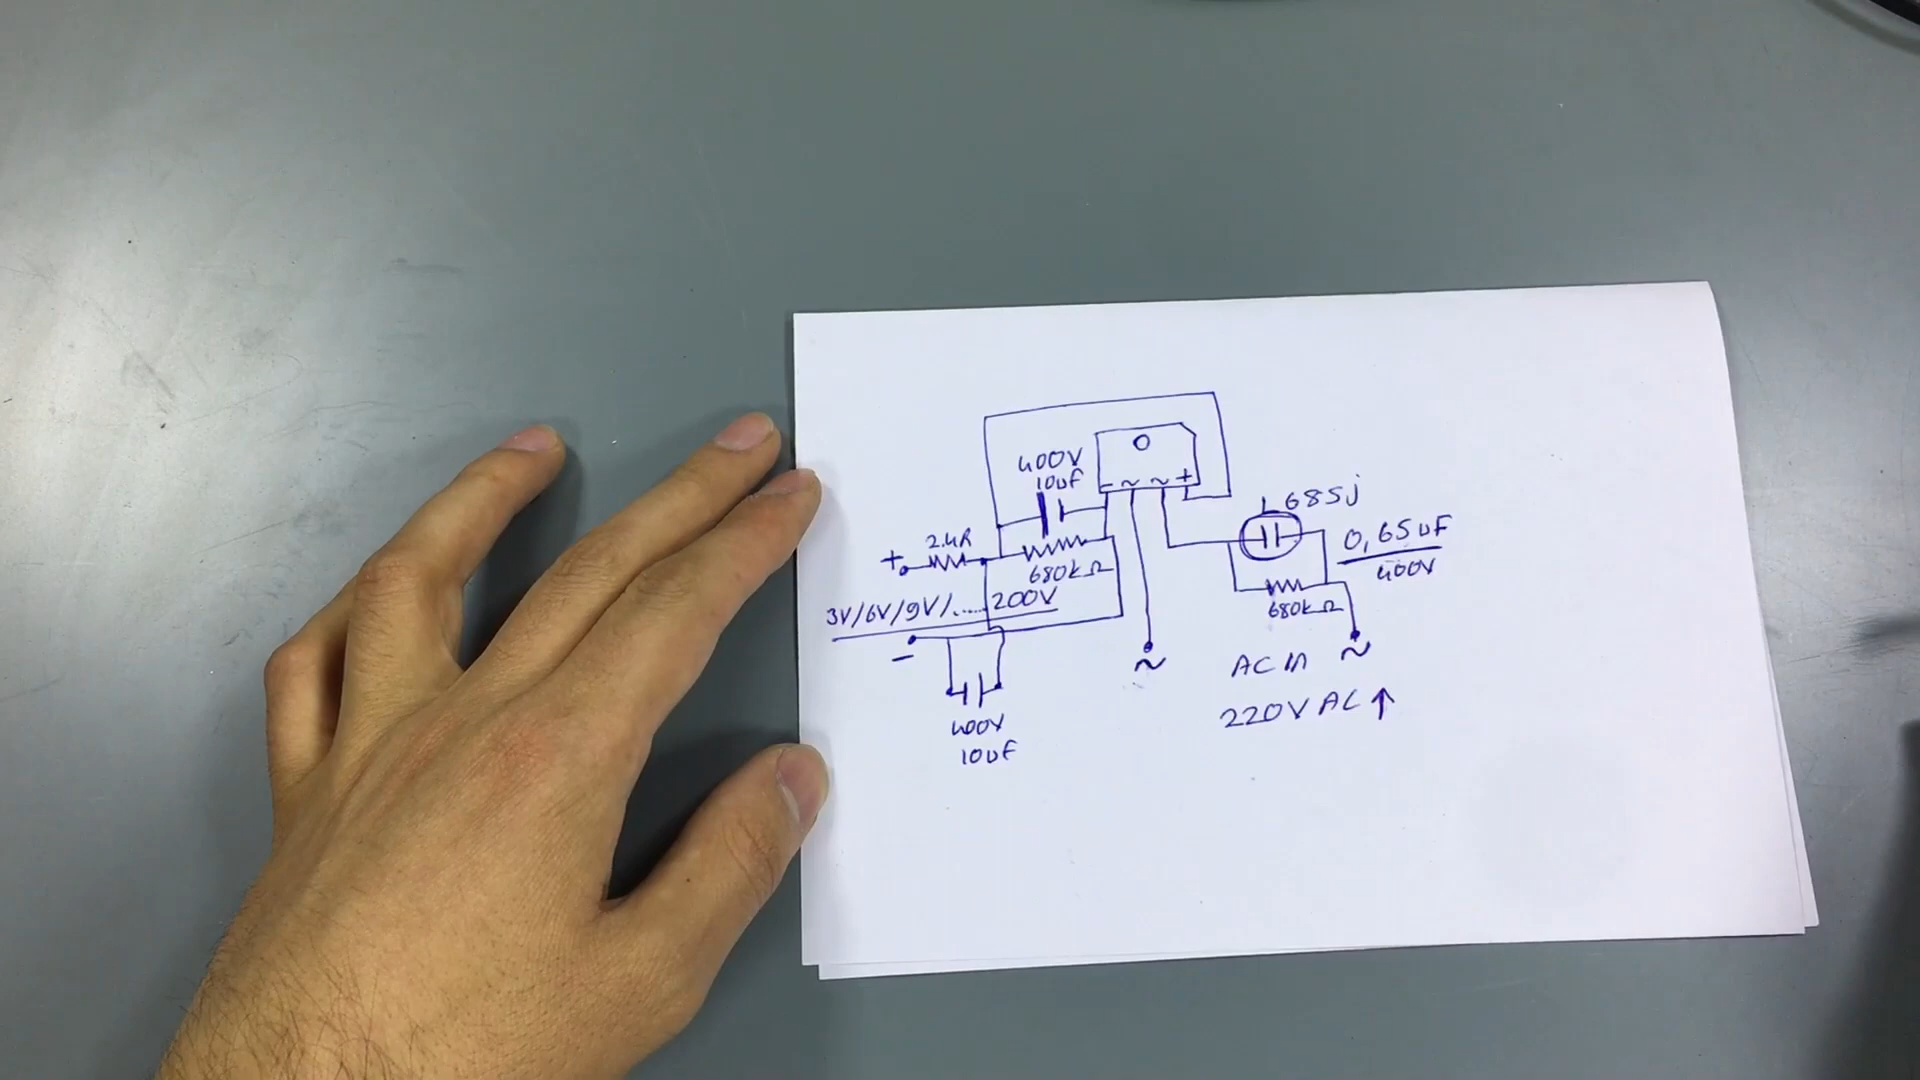 400V
10uF
- ~ ~ +
685J
0,65uF
400V
2.4R
+
680kΩ
680kΩ
3V/6V/9V/..... 200V
-
~
AC in ~
220V AC ↑
400V
10uF